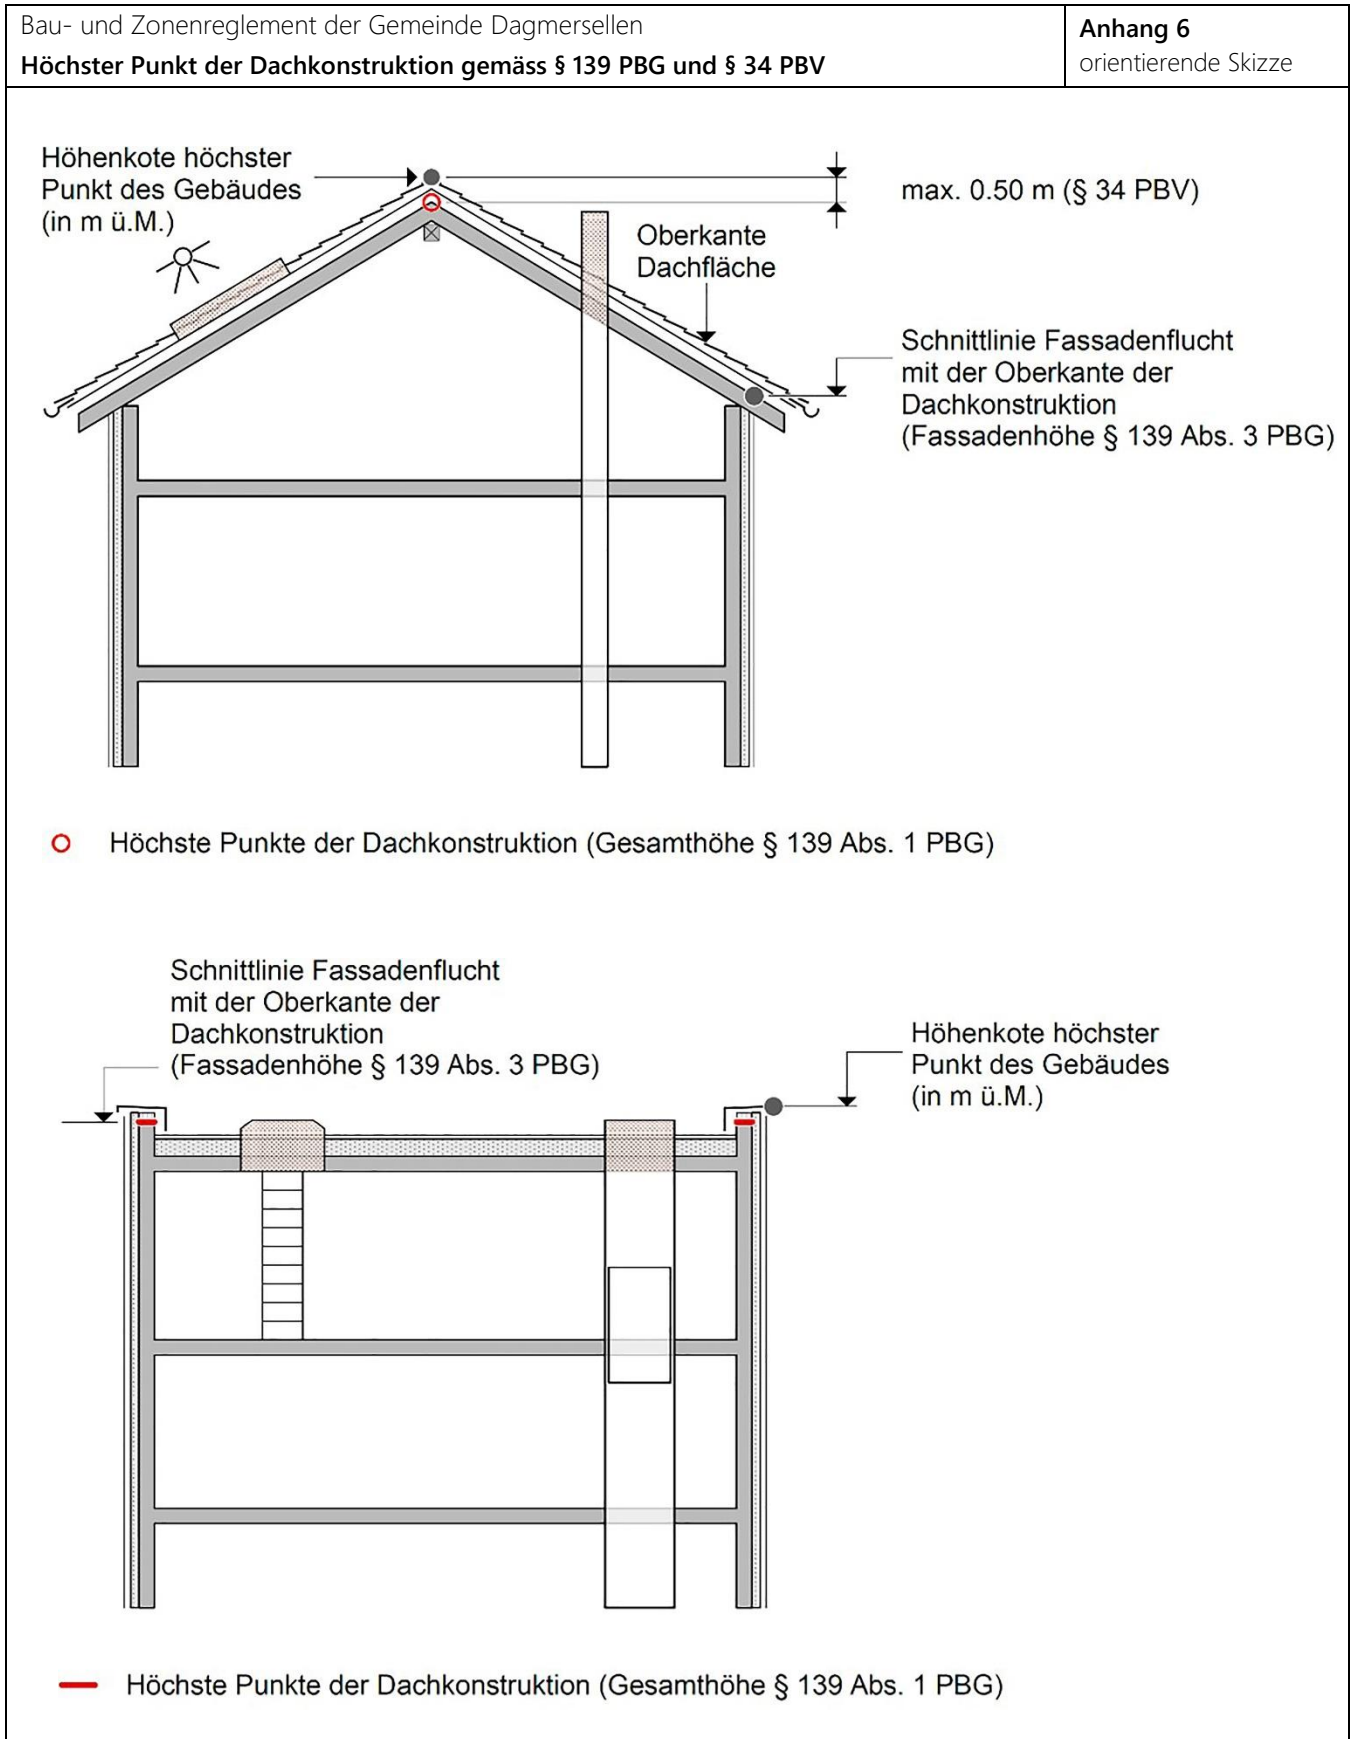 Bau- und Zonenreglement der Gemeinde Dagmersellen
Höchster Punkt der Dachkonstruktion gemäss § 139 PBG und § 34 PBV
Anhang 6
orientierende Skizze
Höhenkote höchster
Punkt des Gebäudes
(in m ü.M.)
max. 0.50 m (§ 34 PBV)
Oberkante
Dachfläche
Schnittlinie Fassadenflucht
mit der Oberkante der
Dachkonstruktion
(Fassadenhöhe § 139 Abs. 3 PBG)
Höchste Punkte der Dachkonstruktion (Gesamthöhe § 139 Abs. 1 PBG)
Schnittlinie Fassadenflucht
mit der Oberkante der
Dachkonstruktion
(Fassadenhöhe § 139 Abs. 3 PBG)
Höhenkote höchster
Punkt des Gebäudes
(in m ü.M.)
Höchste Punkte der Dachkonstruktion (Gesamthöhe § 139 Abs. 1 PBG)